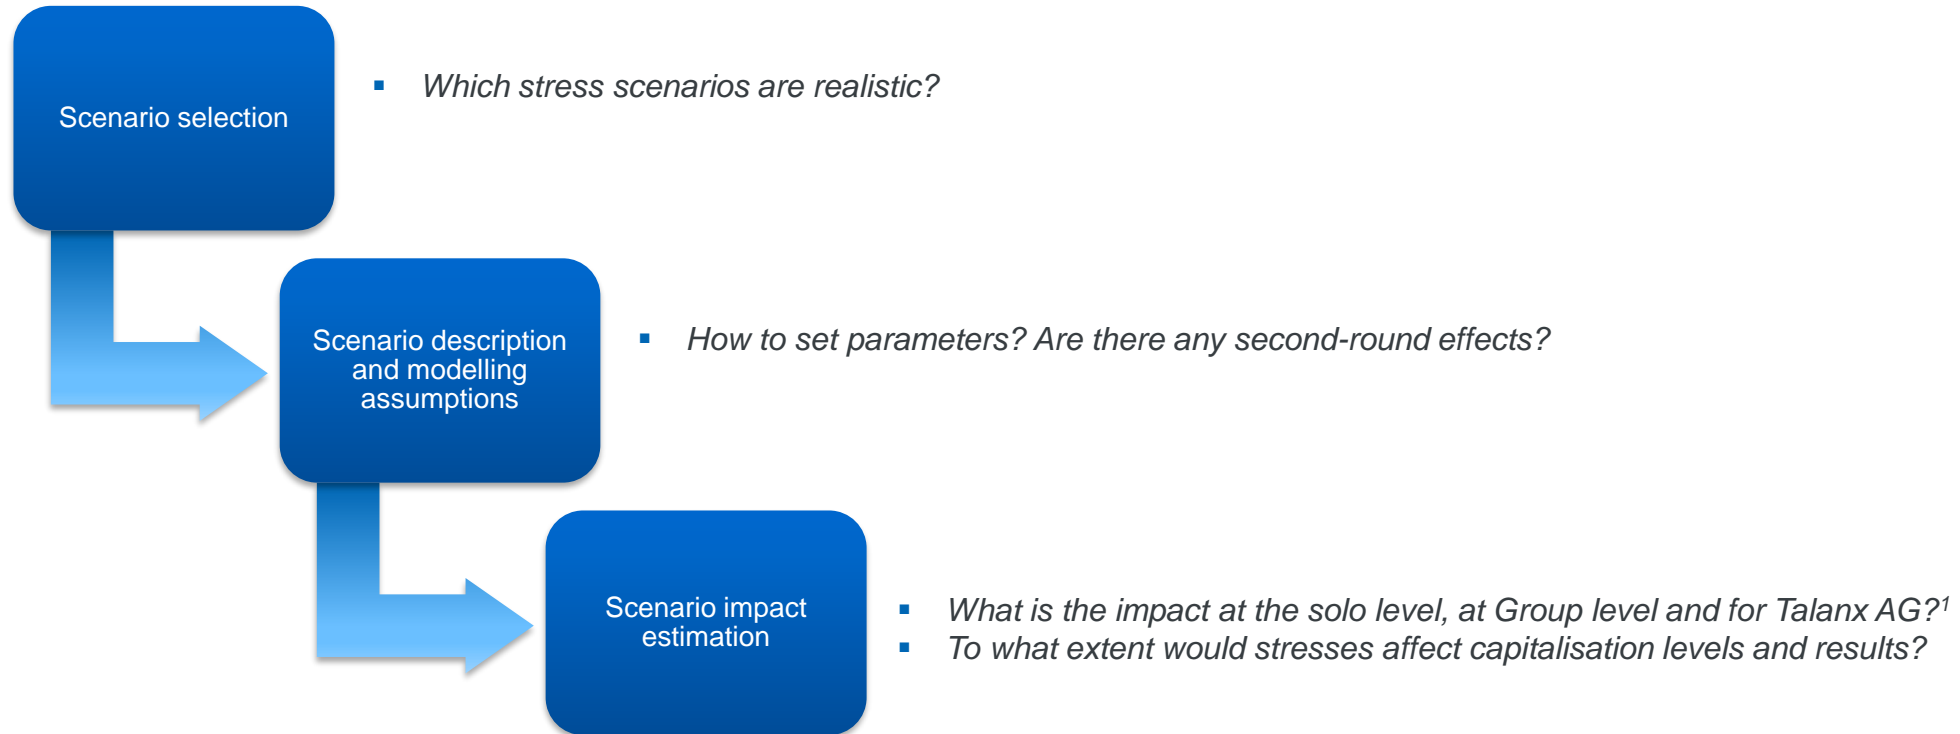 Scenario selection
▪ Which stress scenarios are realistic?
Scenario description
and modelling
assumptions
▪ How to set parameters? Are there any second-round effects?
Scenario impact
estimation
▪ What is the impact at the solo level, at Group level and for Talanx AG?¹
▪ To what extent would stresses affect capitalisation levels and results?